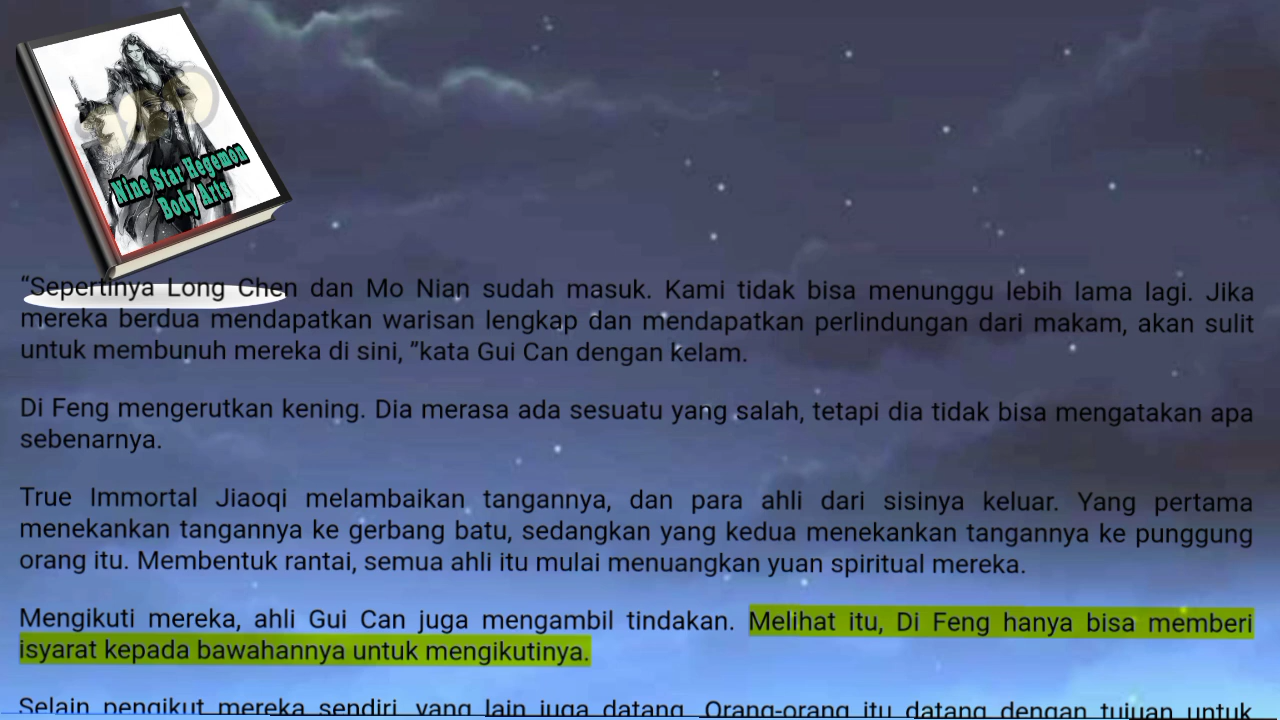 Nine Star Hegemon
Body Arts
“Sepertinya Long Chen dan Mo Nian sudah masuk. Kami tidak bisa menunggu lebih lama lagi. Jika
mereka berdua mendapatkan warisan lengkap dan mendapatkan perlindungan dari makam, akan sulit
untuk membunuh mereka di sini, ”kata Gui Can dengan kelam.
Di Feng mengerutkan kening. Dia merasa ada sesuatu yang salah, tetapi dia tidak bisa mengatakan apa
sebenarnya.
True Immortal Jiaoqi melambaikan tangannya, dan para ahli dari sisinya keluar. Yang pertama
menekankan tangannya ke gerbang batu, sedangkan yang kedua menekankan tangannya ke punggung
orang itu. Membentuk rantai, semua ahli itu mulai menuangkan yuan spiritual mereka.
Mengikuti mereka, ahli Gui Can juga mengambil tindakan. Melihat itu, Di Feng hanya bisa memberi
isyarat kepada bawahannya untuk mengikutinya.
Selain pengikut mereka sendiri, yang lain juga datang. Orang-orang itu datang dengan tujuan untuk